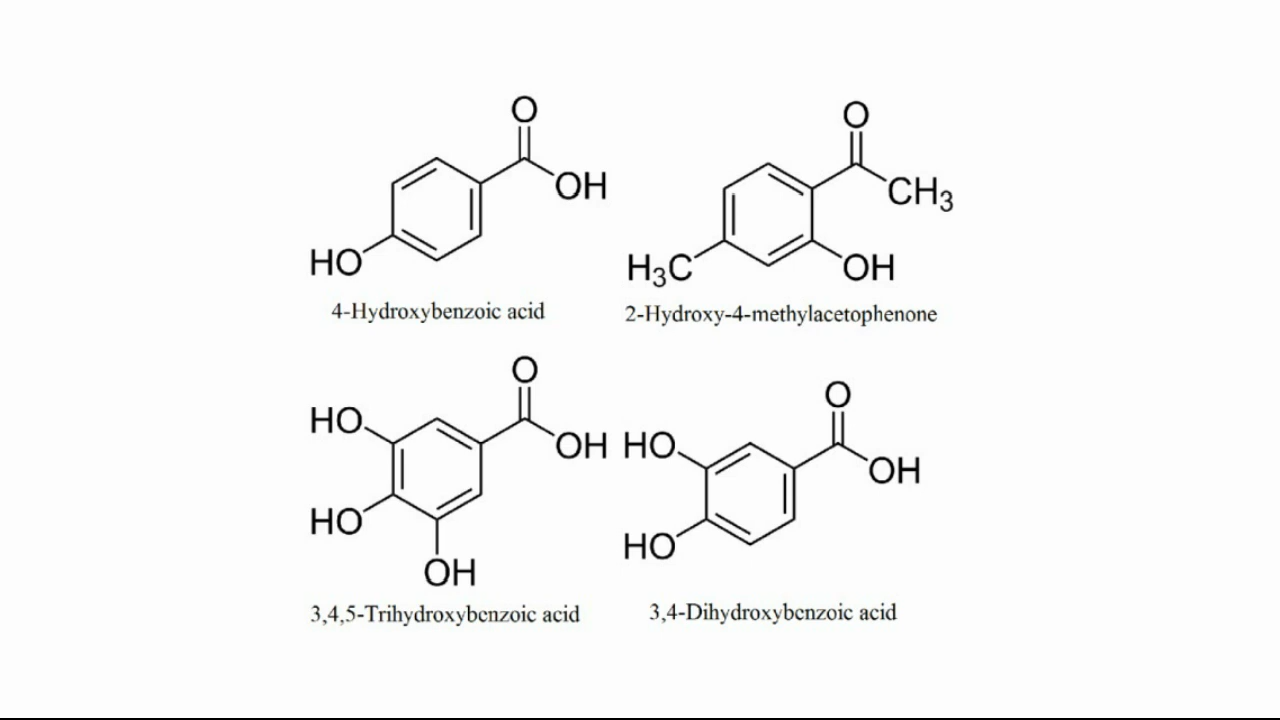 O
OH
HO
4-Hydroxybenzoic acid
O
CH3
H3C
OH
2-Hydroxy-4-methylacetophenone
O
HO
OH
HO
OH
3,4,5-Trihydroxybenzoic acid
O
HO
OH
HO
3,4-Dihydroxybenzoic acid